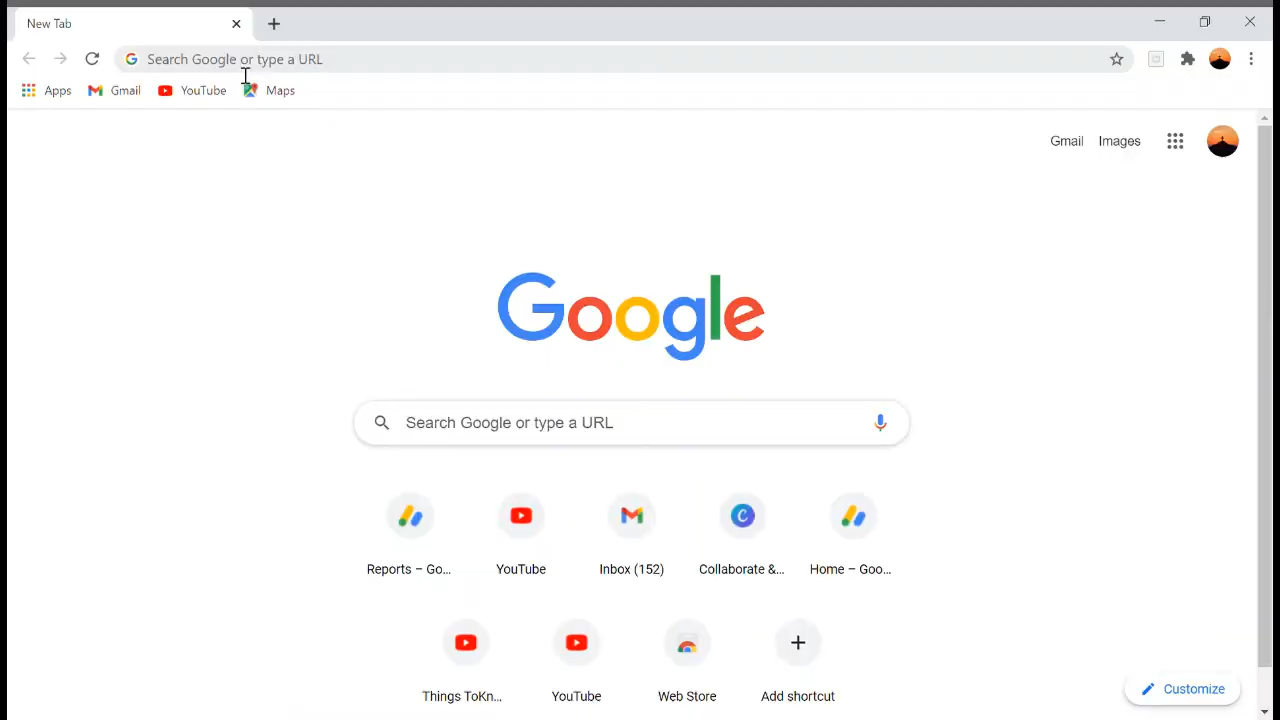 New Tab
Search Google or type a URL
Apps Gmail YouTube Maps
Gmail Images
Google
Search Google or type a URL
Reports – Go... YouTube Inbox (152) Collaborate &... Home – Goo...
Things ToKn... YouTube Web Store Add shortcut
Customize